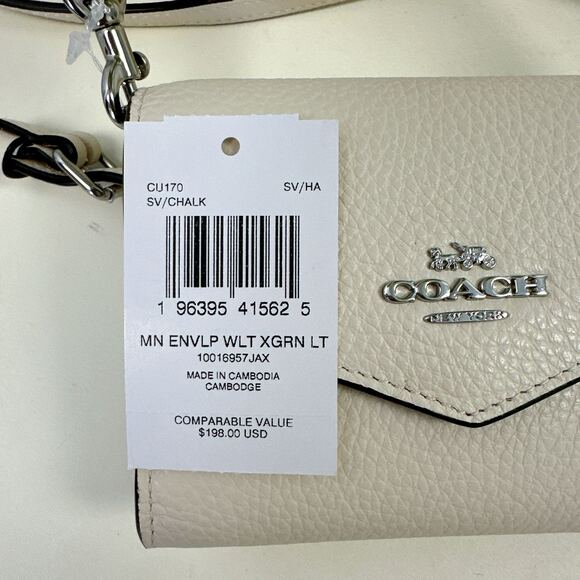 CU170 SV/HA
SV/CHALK
1 96395 41562 5
MN ENVLP WLT XGRN LT
10016957JAX
MADE IN CAMBODIA
CAMBODGE
COMPARABLE VALUE
$198.00 USD
COACH
NEW YORK